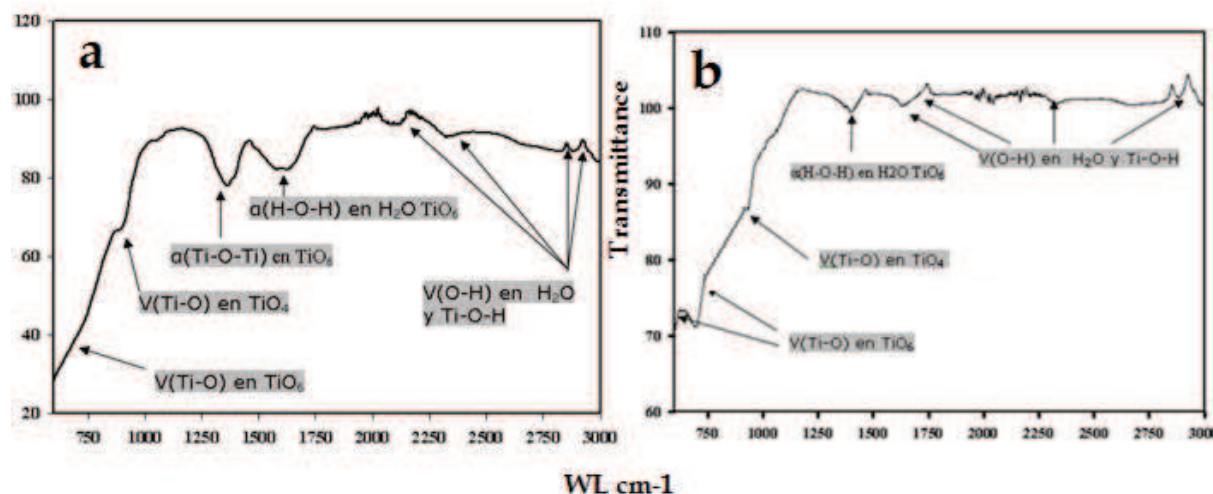 a
120
100
80
60
40
20
α(H-O-H) en H₂O TiO₆
α(Ti-O-Ti) en TiO₆
V(Ti-O) en TiO₄
V(O-H) en H₂O
y Ti-O-H
V(Ti-O) en TiO₆
750 1000 1250 1500 1750 2000 2250 2500 2750 3000
b
Transmittance
110
100
90
80
70
60
V(O-H) en H₂O y Ti-O-H
α(H-O-H) en H2O TiO₆
V(Ti-O) en TiO₄
V(Ti-O) en TiO₆
750 1000 1250 1500 1750 2000 2250 2500 2750 3000
WL cm-1